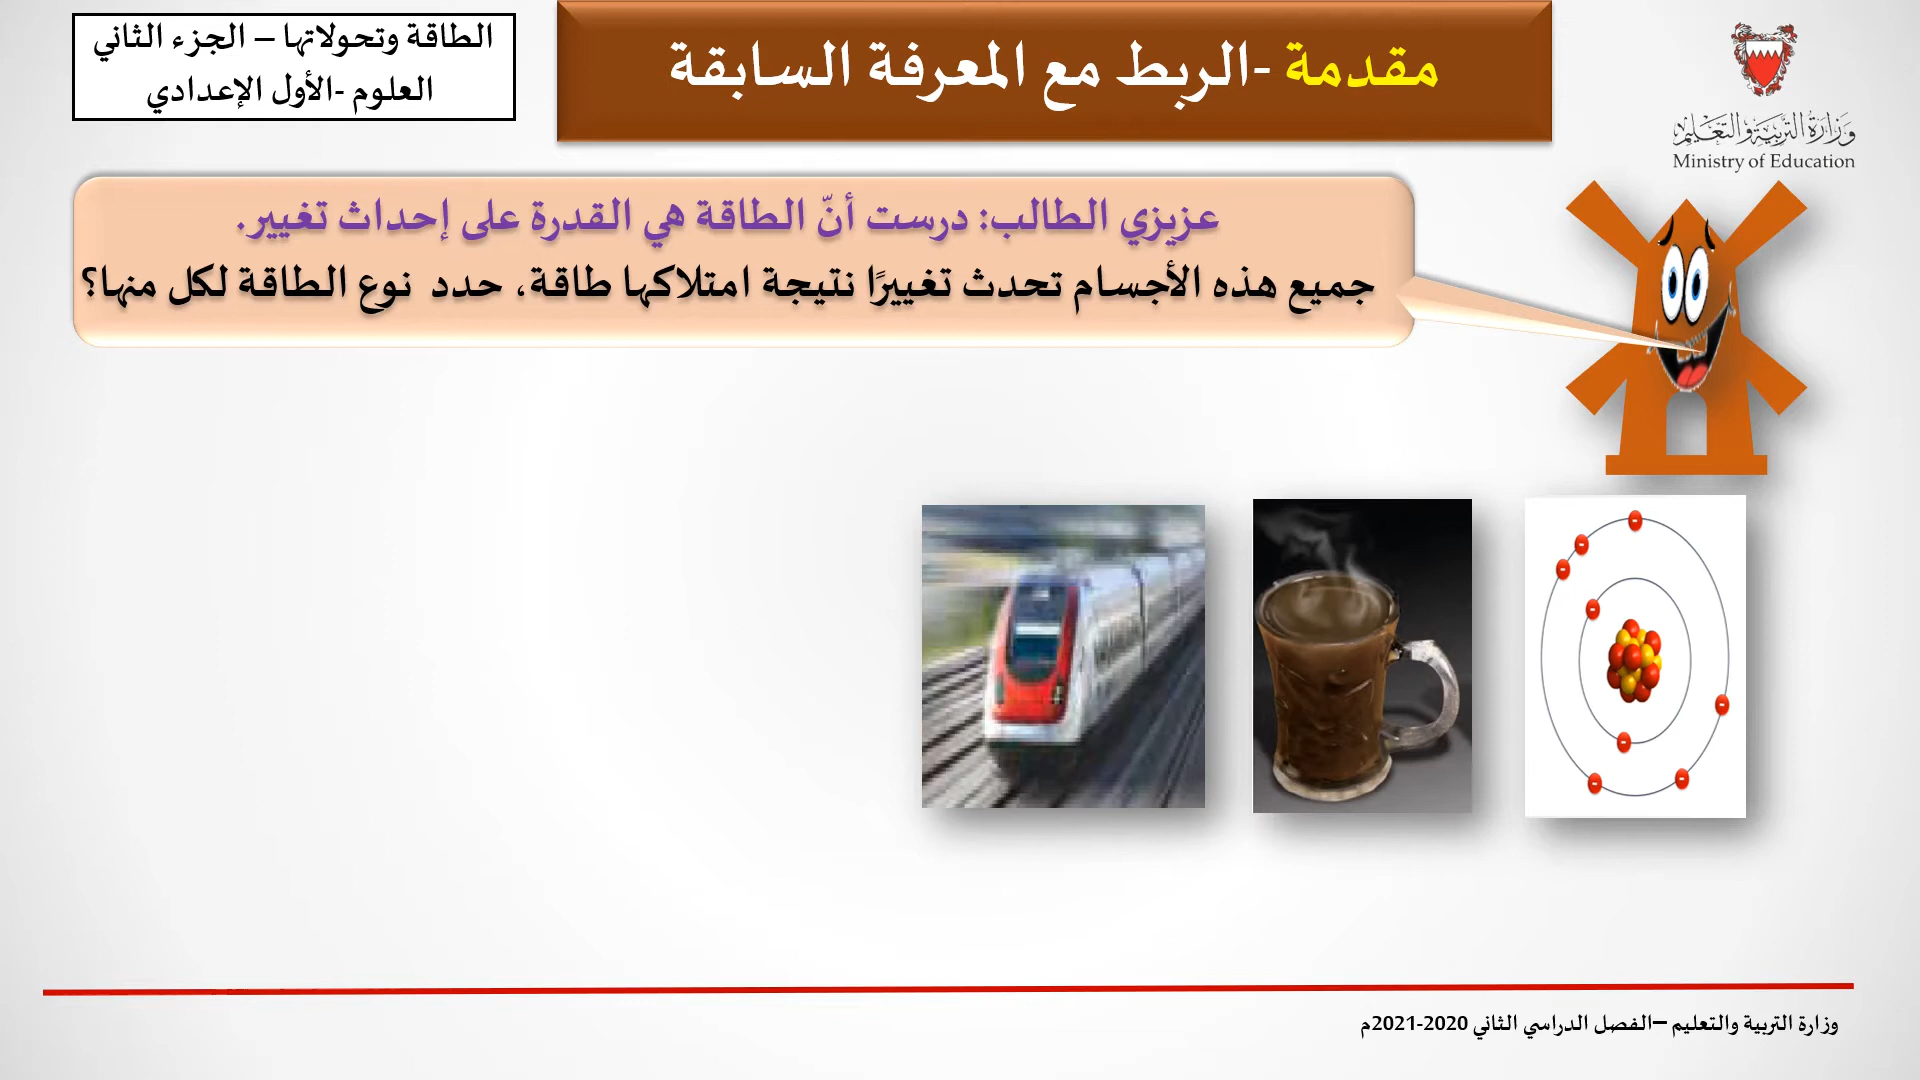 الطاقة وتحولاتها – الجزء الثاني
العلوم -الأول الإعدادي
مقدمة -الربط مع المعرفة السابقة
وزارة التربية والتعليم
Ministry of Education
عزيزي الطالب: درست أنّ الطاقة هي القدرة على إحداث تغيير.
جميع هذه الأجسام تحدث تغييرًا نتيجة امتلاكها طاقة، حدد نوع الطاقة لكل منها؟
وزارة التربية والتعليم –الفصل الدراسي الثاني 2020-2021م